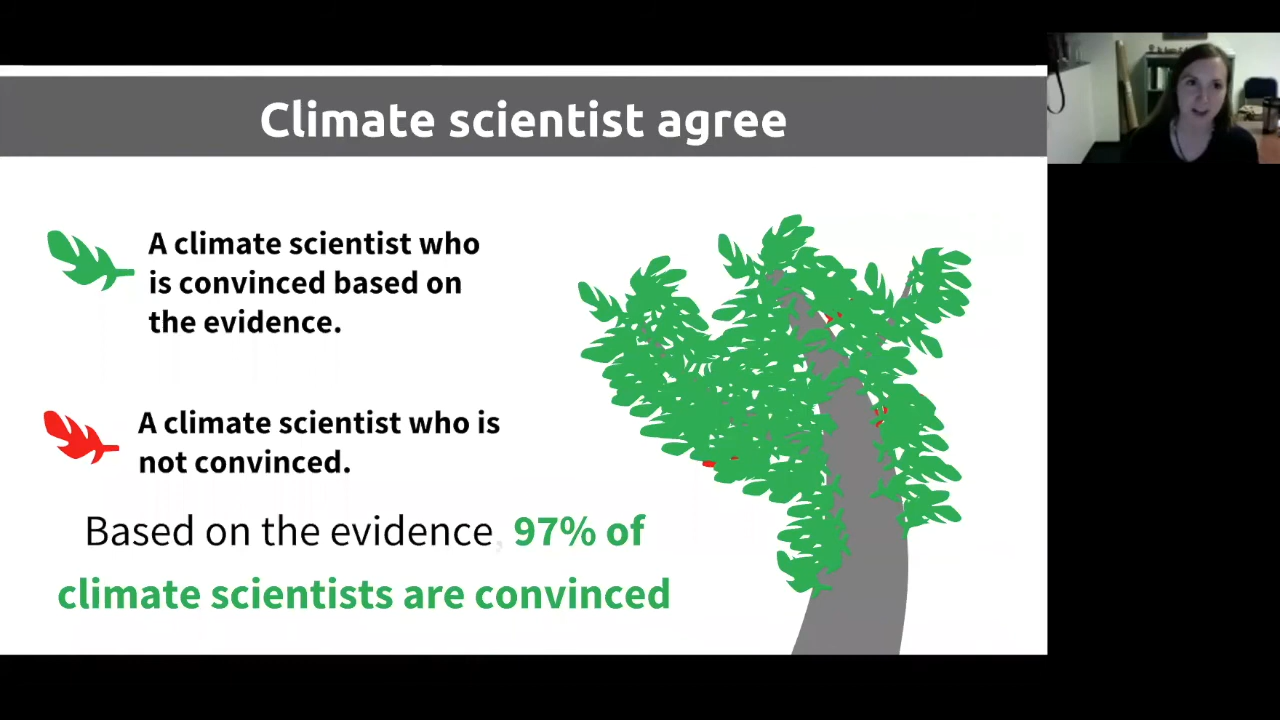 Climate scientist agree
A climate scientist who
is convinced based on
the evidence.
A climate scientist who is
not convinced.
Based on the evidence, 97% of
climate scientists are convinced